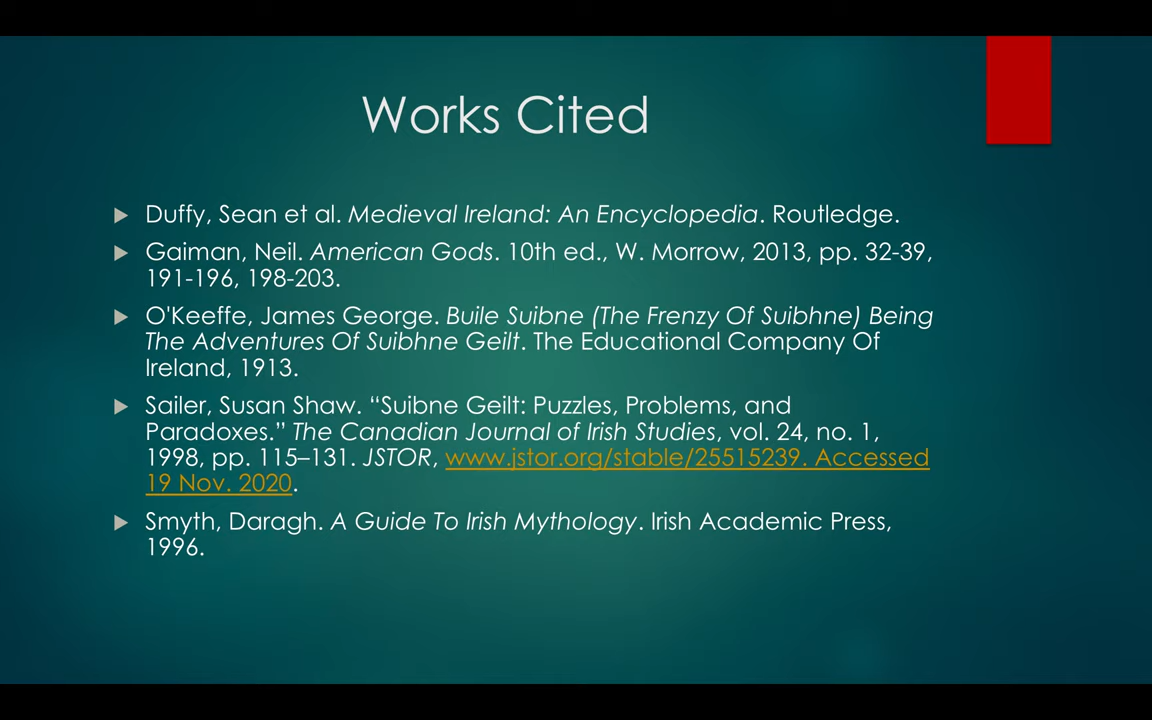 Works Cited
Duffy, Sean et al. Medieval Ireland: An Encyclopedia. Routledge.
Gaiman, Neil. American Gods. 10th ed., W. Morrow, 2013, pp. 32-39,
191-196, 198-203.
O'Keeffe, James George. Buile Suibne (The Frenzy Of Suibhne) Being
The Adventures Of Suibhne Geilt. The Educational Company Of
Ireland, 1913.
Sailer, Susan Shaw. “Suibne Geilt: Puzzles, Problems, and
Paradoxes.” The Canadian Journal of Irish Studies, vol. 24, no. 1,
1998, pp. 115–131. JSTOR, www.jstor.org/stable/25515239. Accessed
19 Nov. 2020.
Smyth, Daragh. A Guide To Irish Mythology. Irish Academic Press,
1996.